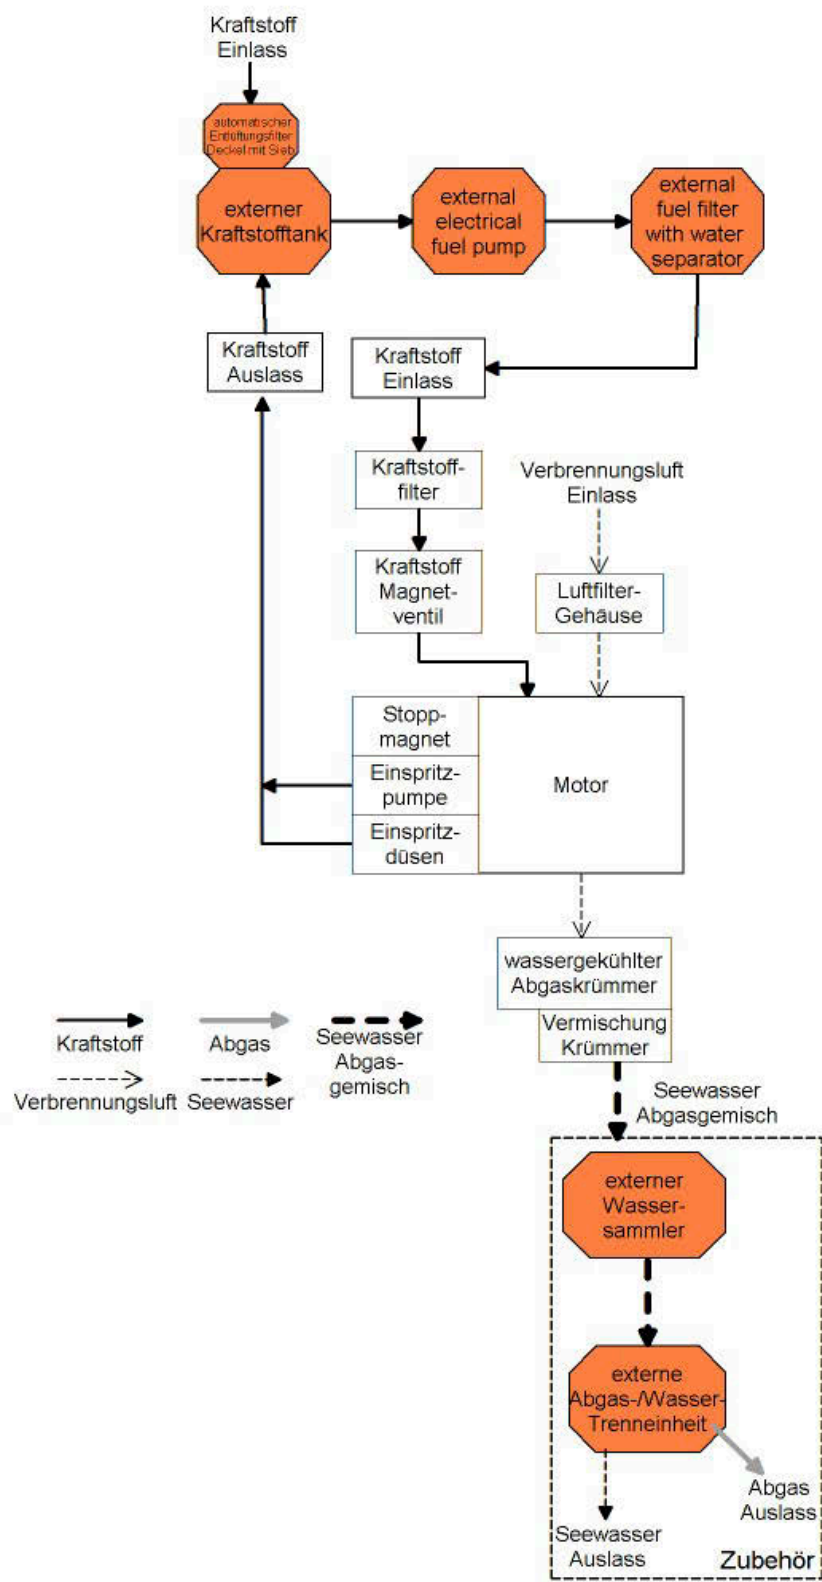 Kraftstoff
Einlass
automatischer
Entlüftungsfilter
Deckel mit Sieb
externer
Kraftstofftank
external
electrical
fuel pump
external
fuel filter
with water
separator
Kraftstoff
Auslass
Kraftstoff
Einlass
Kraftstoff-
filter
Verbrennungsluft
Einlass
Kraftstoff
Magnet-
ventil
Luftfilter-
Gehäuse
Stopp-
magnet
Einspritz-
pumpe
Einspritz-
düsen
Motor
wassergekühlter
Abgaskrümmer
Vermischung
Krümmer
Kraftstoff
Abgas
Seewasser
Abgas-
gemisch
Verbrennungsluft
Seewasser
Seewasser
Abgasgemisch
externer
Wasser-
sammler
externe
Abgas-/Wasser-
Trenneinheit
Abgas
Auslass
Seewasser
Auslass
Zubehör